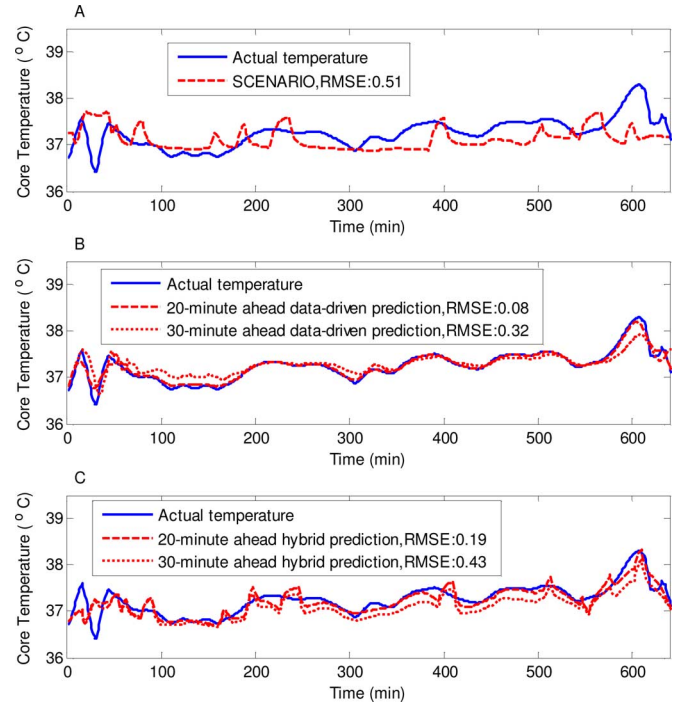 A
39
38
37
36
Core Temperature ( ° C)
Actual temperature
SCENARIO,RMSE:0.51
0 100 200 300 400 500 600
Time (min)
B
39
38
37
36
Core Temperature ( ° C)
Actual temperature
20-minute ahead data-driven prediction,RMSE:0.08
30-minute ahead data-driven prediction,RMSE:0.32
0 100 200 300 400 500 600
Time (min)
C
39
38
37
36
Core Temperature ( ° C)
Actual temperature
20-minute ahead hybrid prediction,RMSE:0.19
30-minute ahead hybrid prediction,RMSE:0.43
0 100 200 300 400 500 600
Time (min)